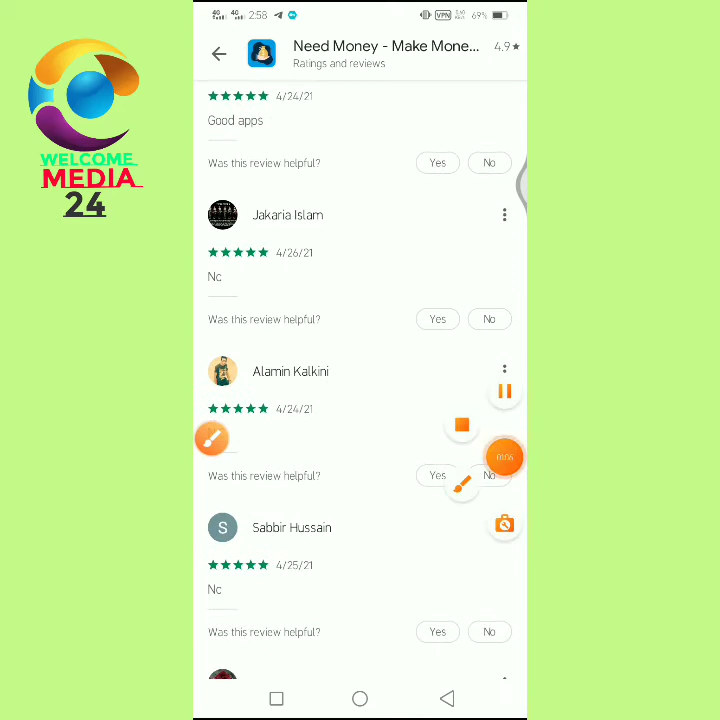 2:58
VPN
69%
WELCOME
MEDIA
24
Need Money - Make Mone...
4.9★
Ratings and reviews
★★★★★ 4/24/21
Good apps
Was this review helpful?
Yes
No
Jakaria Islam
★★★★★ 4/26/21
Nc
Was this review helpful?
Yes
No
Alamin Kalkini
★★★★★ 4/24/21
Was this review helpful?
Yes
No
S
Sabbir Hussain
★★★★★ 4/25/21
Nc
Was this review helpful?
Yes
No